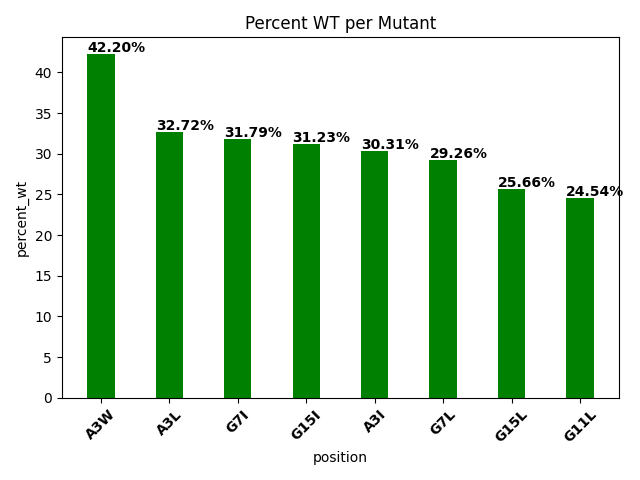 Percent WT per Mutant
42.20%
32.72%
31.79%
31.23%
30.31%
29.26%
25.66%
24.54%
40
35
30
25
20
15
10
5
0
percent_wt
A3W
A3L
G7I
G15I
A3I
G7L
G15L
G11L
position